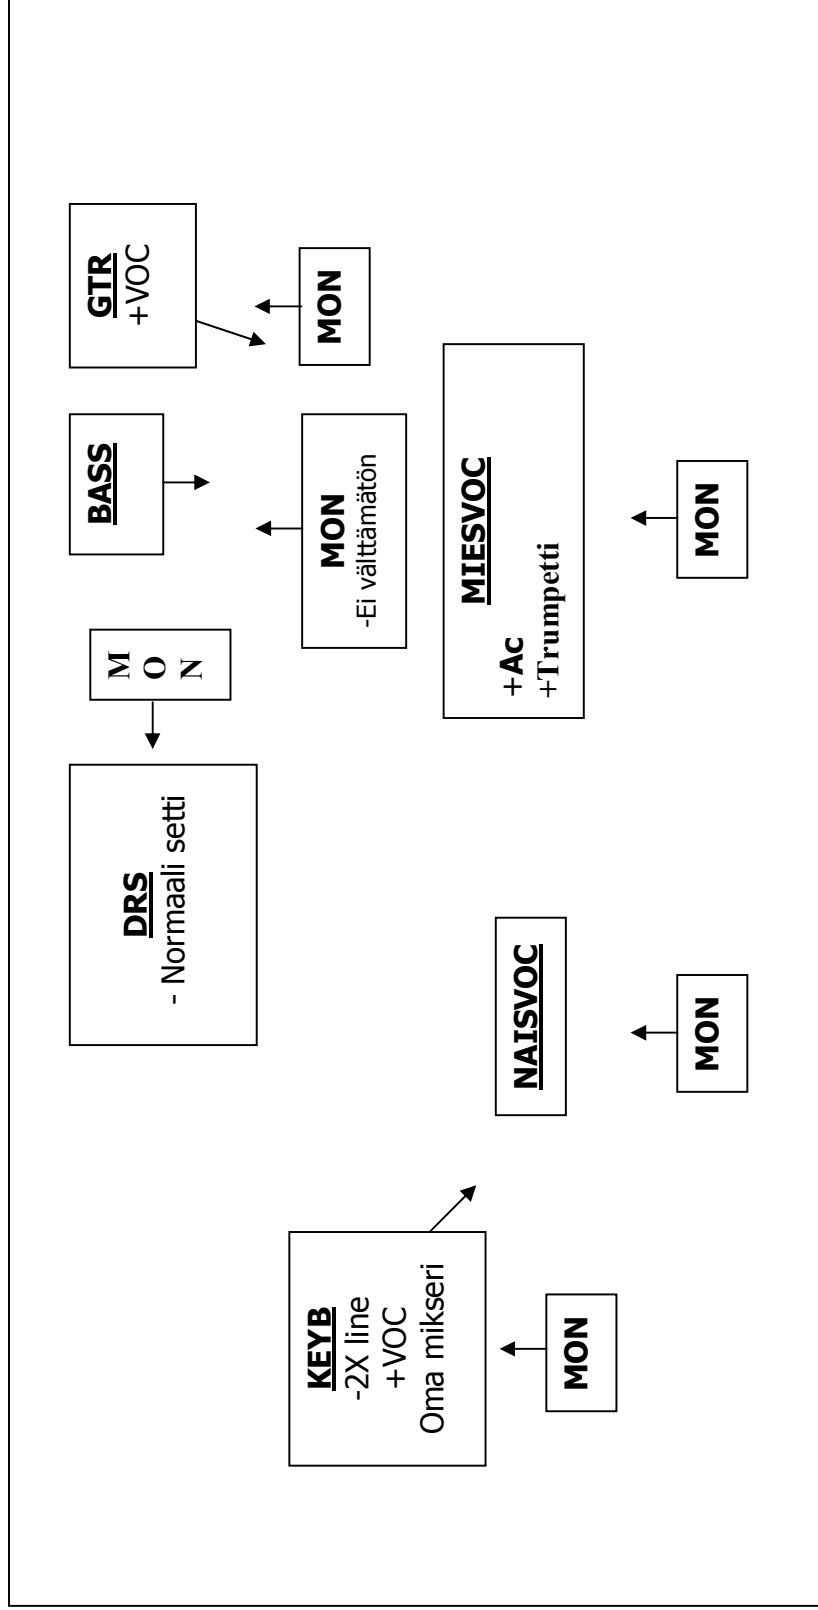 DRS
- Normaali setti
M
O
N
BASS
GTR
+VOC
KEYB
-2X line
+VOC
Oma mikseri
MON
-Ei välttämätön
MON
NAISVOC
MIESVOC
+Ac
+Trumpetti
MON
MON
MON